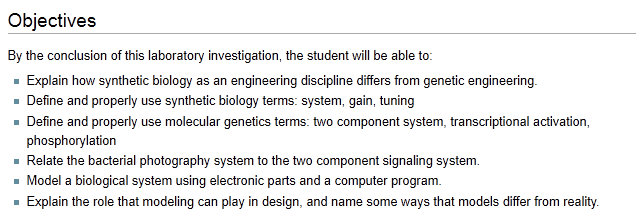 Objectives
By the conclusion of this laboratory investigation, the student will be able to:
Explain how synthetic biology as an engineering discipline differs from genetic engineering.
Define and properly use synthetic biology terms: system, gain, tuning
Define and properly use molecular genetics terms: two component system, transcriptional activation,
phosphorylation
Relate the bacterial photography system to the two component signaling system.
Model a biological system using electronic parts and a computer program.
Explain the role that modeling can play in design, and name some ways that models differ from reality.